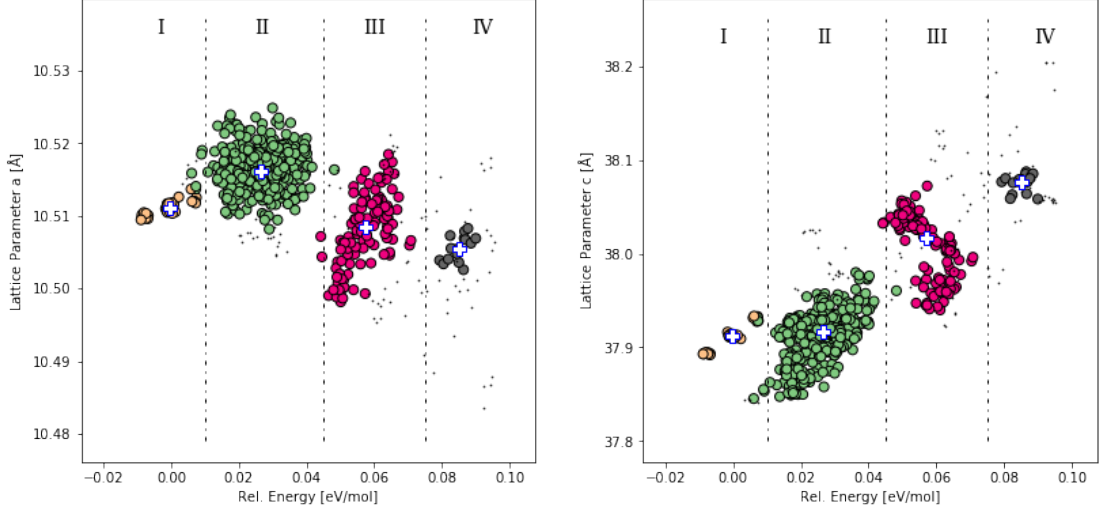 I II III IV
10.53
10.52
10.51
10.50
10.49
10.48
Lattice Parameter a [Å]
−0.02 0.00 0.02 0.04 0.06 0.08 0.10
Rel. Energy [eV/mol]
I II III IV
38.2
38.1
38.0
37.9
37.8
Lattice Parameter c [Å]
−0.02 0.00 0.02 0.04 0.06 0.08 0.10
Rel. Energy [eV/mol]